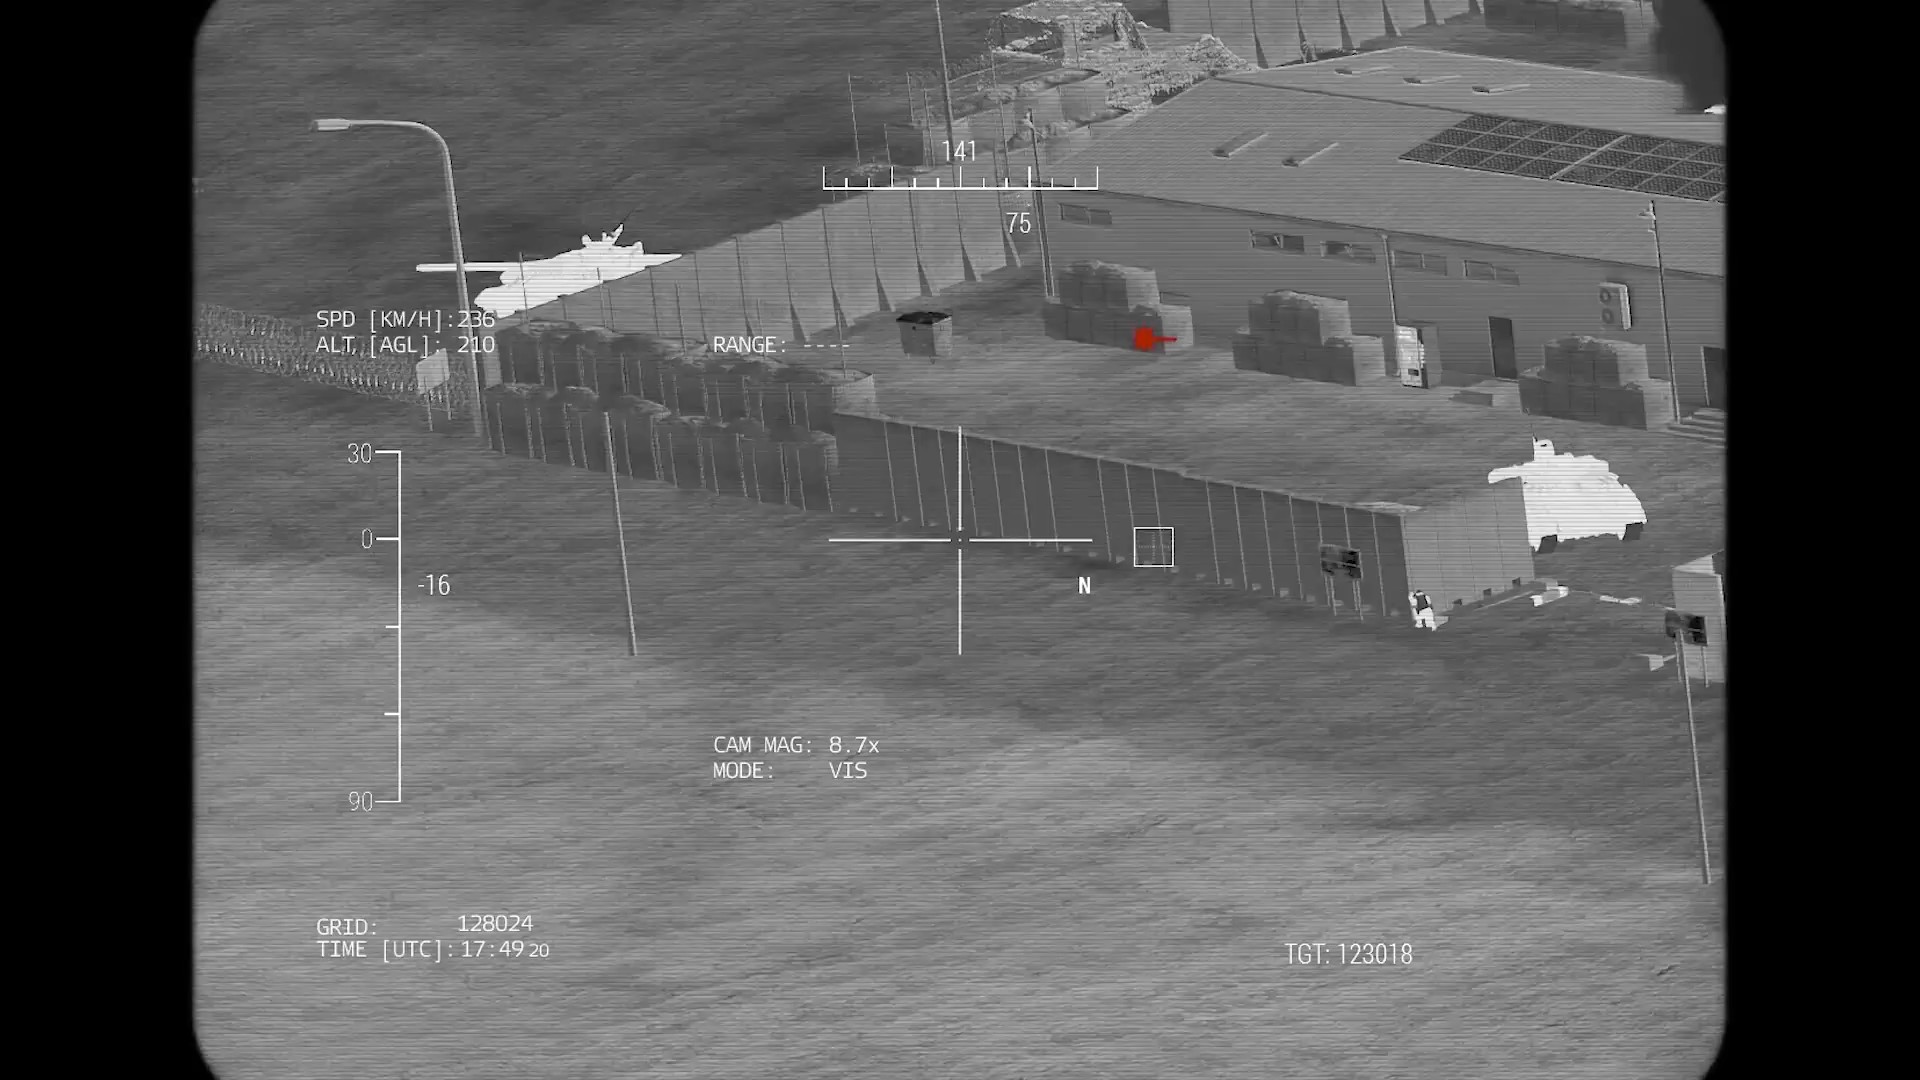 141
75
SPD [KM/H]: 236
ALT, [AGL]: 210
RANGE: ----
30
0
-16
N
90
CAM MAG: 8.7x
MODE: VIS
GRID: 128024
TIME [UTC]: 17:49 20
TGT: 123018